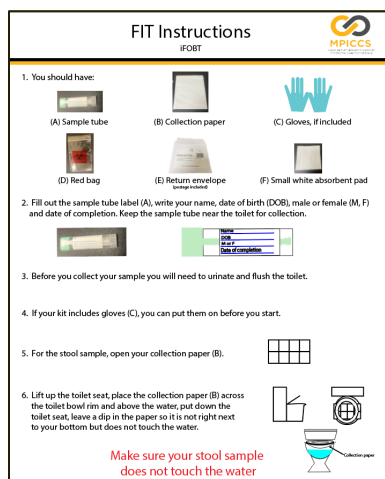 FIT Instructions
iFOBT
MPICCS
1. You should have:
(A) Sample tube
(B) Collection paper
(C) Gloves, if included
(D) Red bag
(E) Return envelope
(postage included)
(F) Small white absorbent pad
2. Fill out the sample tube label (A), write your name, date of birth (DOB), male or female (M, F)
and date of completion. Keep the sample tube near the toilet for collection.
Name
DOB
M or F
Date of completion
3. Before you collect your sample you will need to urinate and flush the toilet.
4. If your kit includes gloves (C), you can put them on before you start.
5. For the stool sample, open your collection paper (B).
6. Lift up the toilet seat, place the collection paper (B) across
the toilet bowl rim and above the water, put down the
toilet seat, leave a dip in the paper so it is not right next
to your bottom but does not touch the water.
Make sure your stool sample
does not touch the water
Collection paper